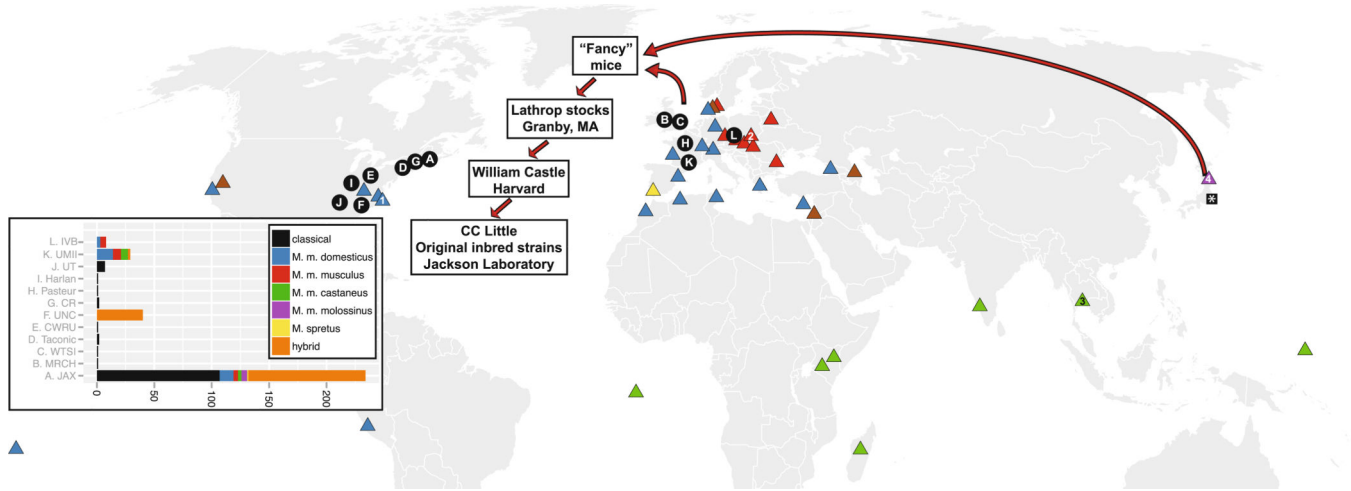 “Fancy”
mice
Lathrop stocks
Granby, MA
William Castle
Harvard
CC Little
Original inbred strains
Jackson Laboratory
B
C
L
2
H
K
A
G
D
E
I
J
F
1
4
*
3
L. IVB
K. UMII
J. UT
I. Harlan
H. Pasteur
G. CR
F. UNC
E. CWRU
D. Taconic
C. WTSI
B. MRCH
A. JAX
0
50
100
150
200
classical
M. m. domesticus
M. m. musculus
M. m. castaneus
M. m. molossinus
M. spretus
hybrid